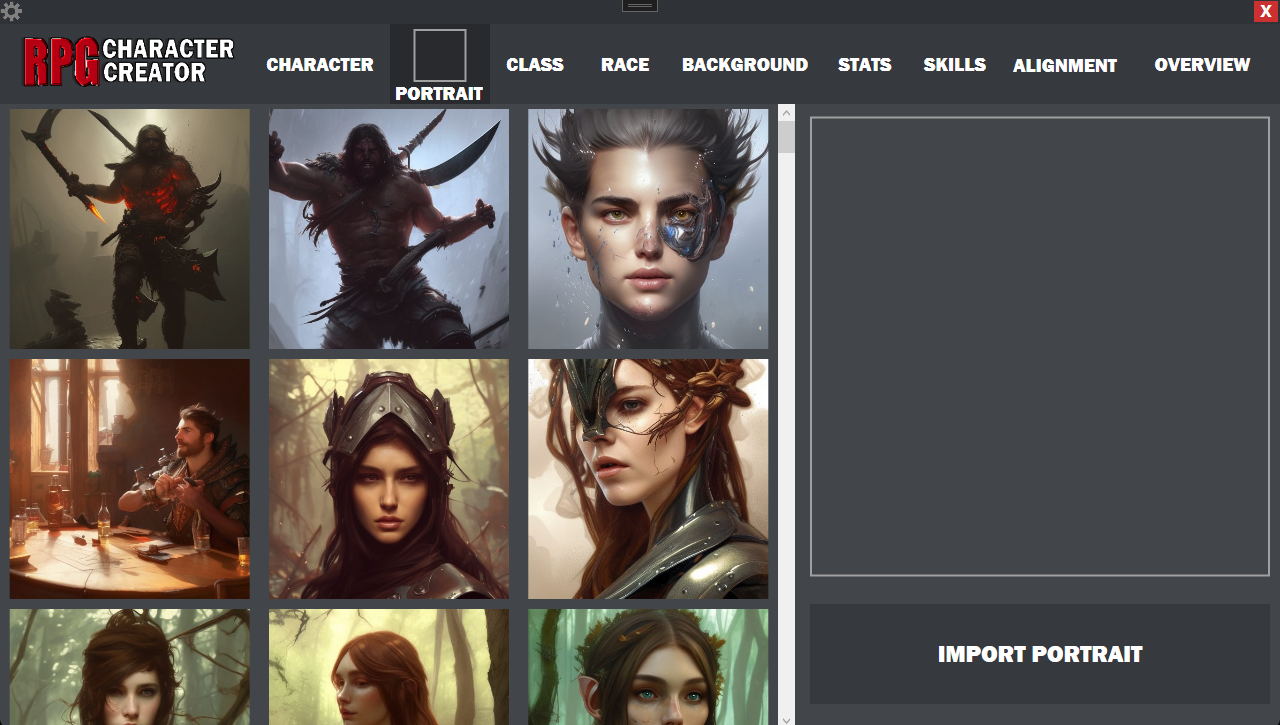 X
RPG CHARACTER
CREATOR
CHARACTER
PORTRAIT
CLASS
RACE
BACKGROUND
STATS
SKILLS
ALIGNMENT
OVERVIEW
IMPORT PORTRAIT